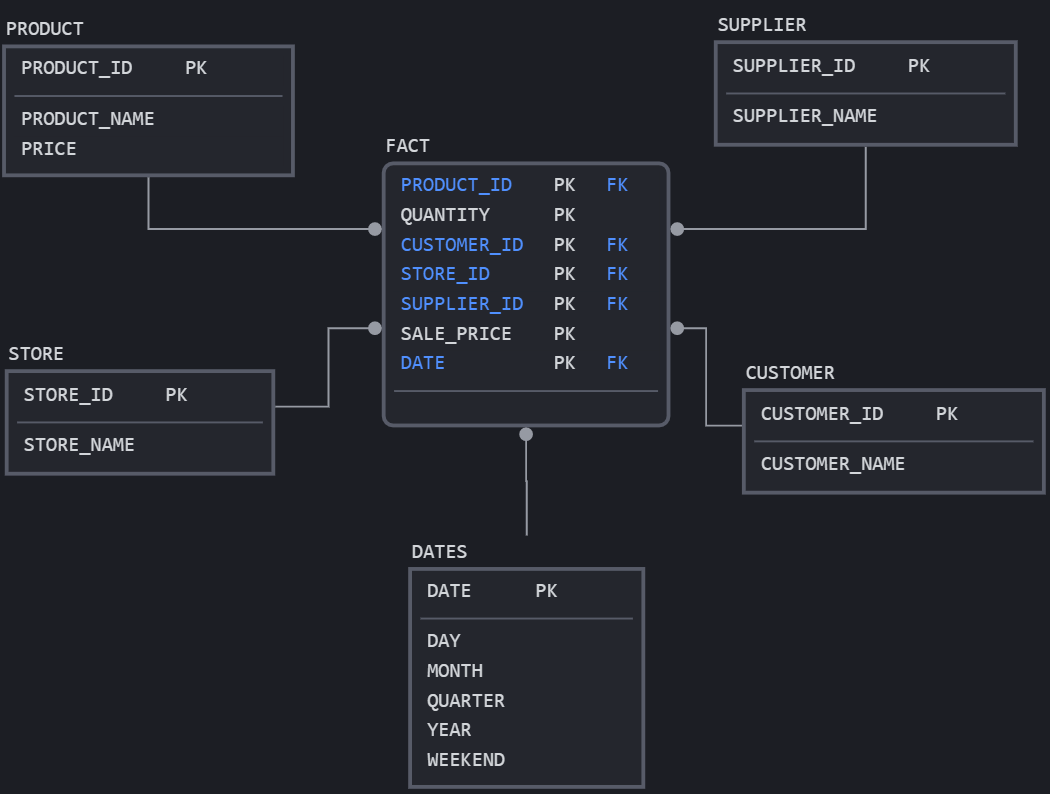 PRODUCT
PRODUCT_ID PK
PRODUCT_NAME
PRICE
SUPPLIER
SUPPLIER_ID PK
SUPPLIER_NAME
FACT
PRODUCT_ID PK FK
QUANTITY PK
CUSTOMER_ID PK FK
STORE_ID PK FK
SUPPLIER_ID PK FK
SALE_PRICE PK
DATE PK FK
STORE
STORE_ID PK
STORE_NAME
CUSTOMER
CUSTOMER_ID PK
CUSTOMER_NAME
DATES
DATE PK
DAY
MONTH
QUARTER
YEAR
WEEKEND